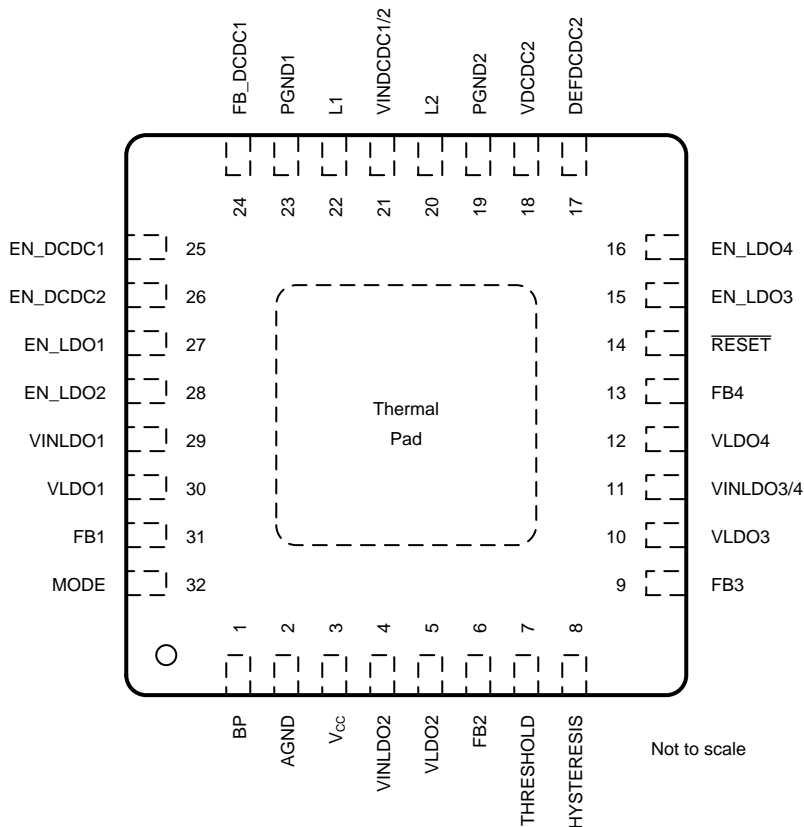 FB_DCDC1
PGND1
L1
VINDCDC1/2
L2
PGND2
VDCDC2
DEFDCDC2
24
23
22
21
20
19
18
17
EN_DCDC1 25
EN_DCDC2 26
EN_LDO1 27
EN_LDO2 28
VINLDO1 29
VLDO1 30
FB1 31
MODE 32
Thermal
Pad
16 EN_LDO4
15 EN_LDO3
14 RESET
13 FB4
12 VLDO4
11 VINLDO3/4
10 VLDO3
9 FB3
1
2
3
4
5
6
7
8
BP
AGND
VCC
VINLDO2
VLDO2
FB2
THRESHOLD
HYSTERESIS
Not to scale